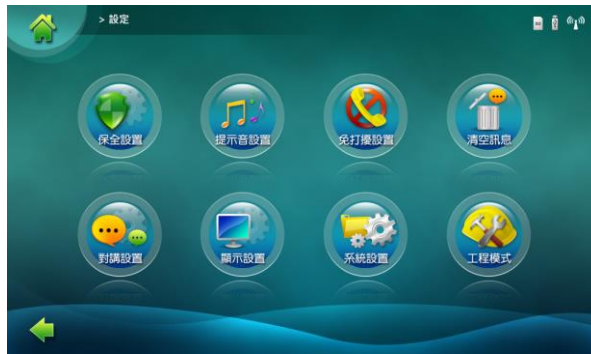 > 設定
保全設置
提示音設置
免打擾設置
清空訊息
對講設置
顯示設置
系統設置
工程模式